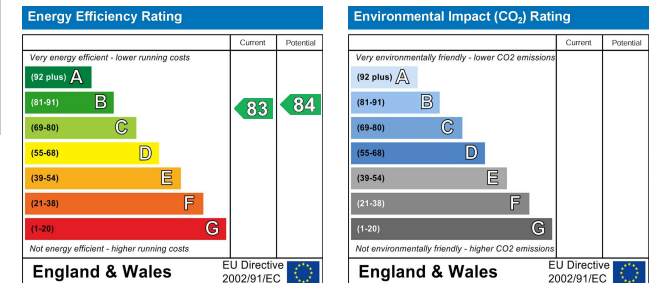 Energy Efficiency Rating
Current Potential
Very energy efficient - lower running costs
(92 plus) A
(81-91) B
83 84
(69-80) C
(55-68) D
(39-54) E
(21-38) F
(1-20) G
Not energy efficient - higher running costs
England & Wales
EU Directive
2002/91/EC
Environmental Impact (CO₂) Rating
Current Potential
Very environmentally friendly - lower CO2 emissions
(92 plus) A
(81-91) B
(69-80) C
(55-68) D
(39-54) E
(21-38) F
(1-20) G
Not environmentally friendly - higher CO2 emissions
England & Wales
EU Directive
2002/91/EC